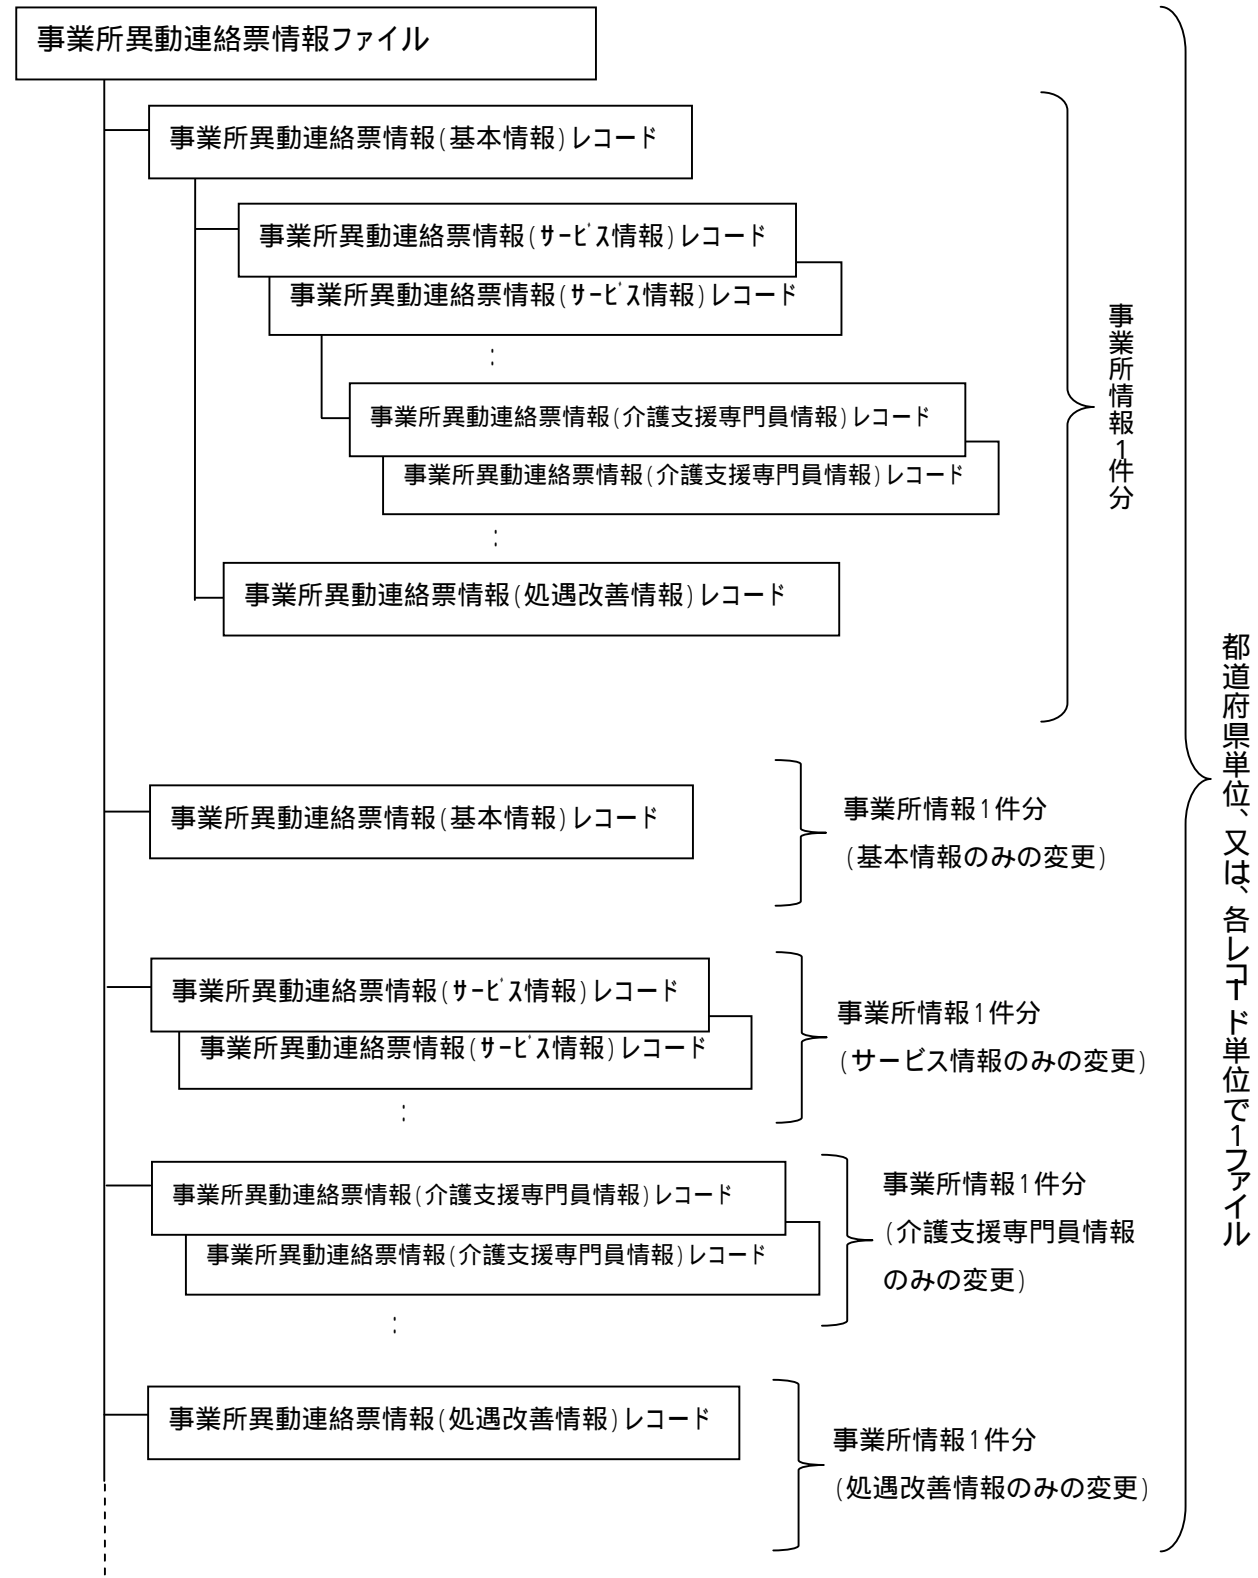 事業所異動連絡票情報ファイル
事業所異動連絡票情報(基本情報)レコード
事業所異動連絡票情報(ｻｰﾋﾞｽ情報)レコード
事業所異動連絡票情報(ｻｰﾋﾞｽ情報)レコード
:
事業所異動連絡票情報(介護支援専門員情報)レコード
事業所異動連絡票情報(介護支援専門員情報)レコード
:
事業所異動連絡票情報(処遇改善情報)レコード
事業所情報1件分
事業所異動連絡票情報(基本情報)レコード
事業所情報1件分
(基本情報のみの変更)
事業所異動連絡票情報(ｻｰﾋﾞｽ情報)レコード
事業所異動連絡票情報(ｻｰﾋﾞｽ情報)レコード
:
事業所情報1件分
(サービス情報のみの変更)
事業所異動連絡票情報(介護支援専門員情報)レコード
事業所異動連絡票情報(介護支援専門員情報)レコード
:
事業所情報1件分
(介護支援専門員情報
のみの変更)
事業所異動連絡票情報(処遇改善情報)レコード
事業所情報1件分
(処遇改善情報のみの変更)
都道府県単位、又は、各レコード単位で1ファイル